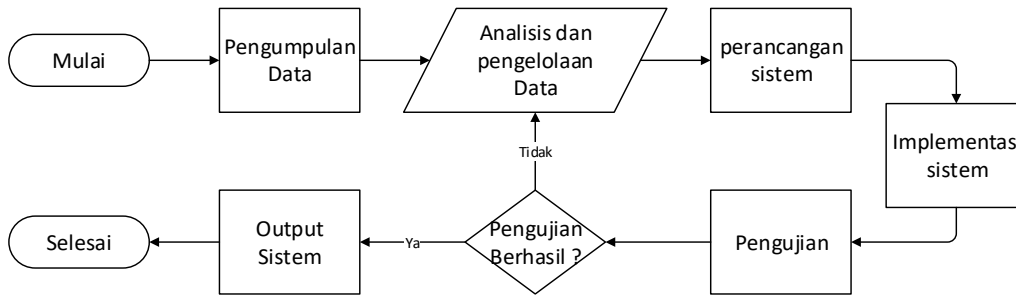 Mulai
Pengumpulan
Data
Analisis dan
pengelolaan
Data
perancangan
sistem
Implementas
sistem
Tidak
Pengujian
Pengujian
Berhasil ?
Ya
Output
Sistem
Selesai